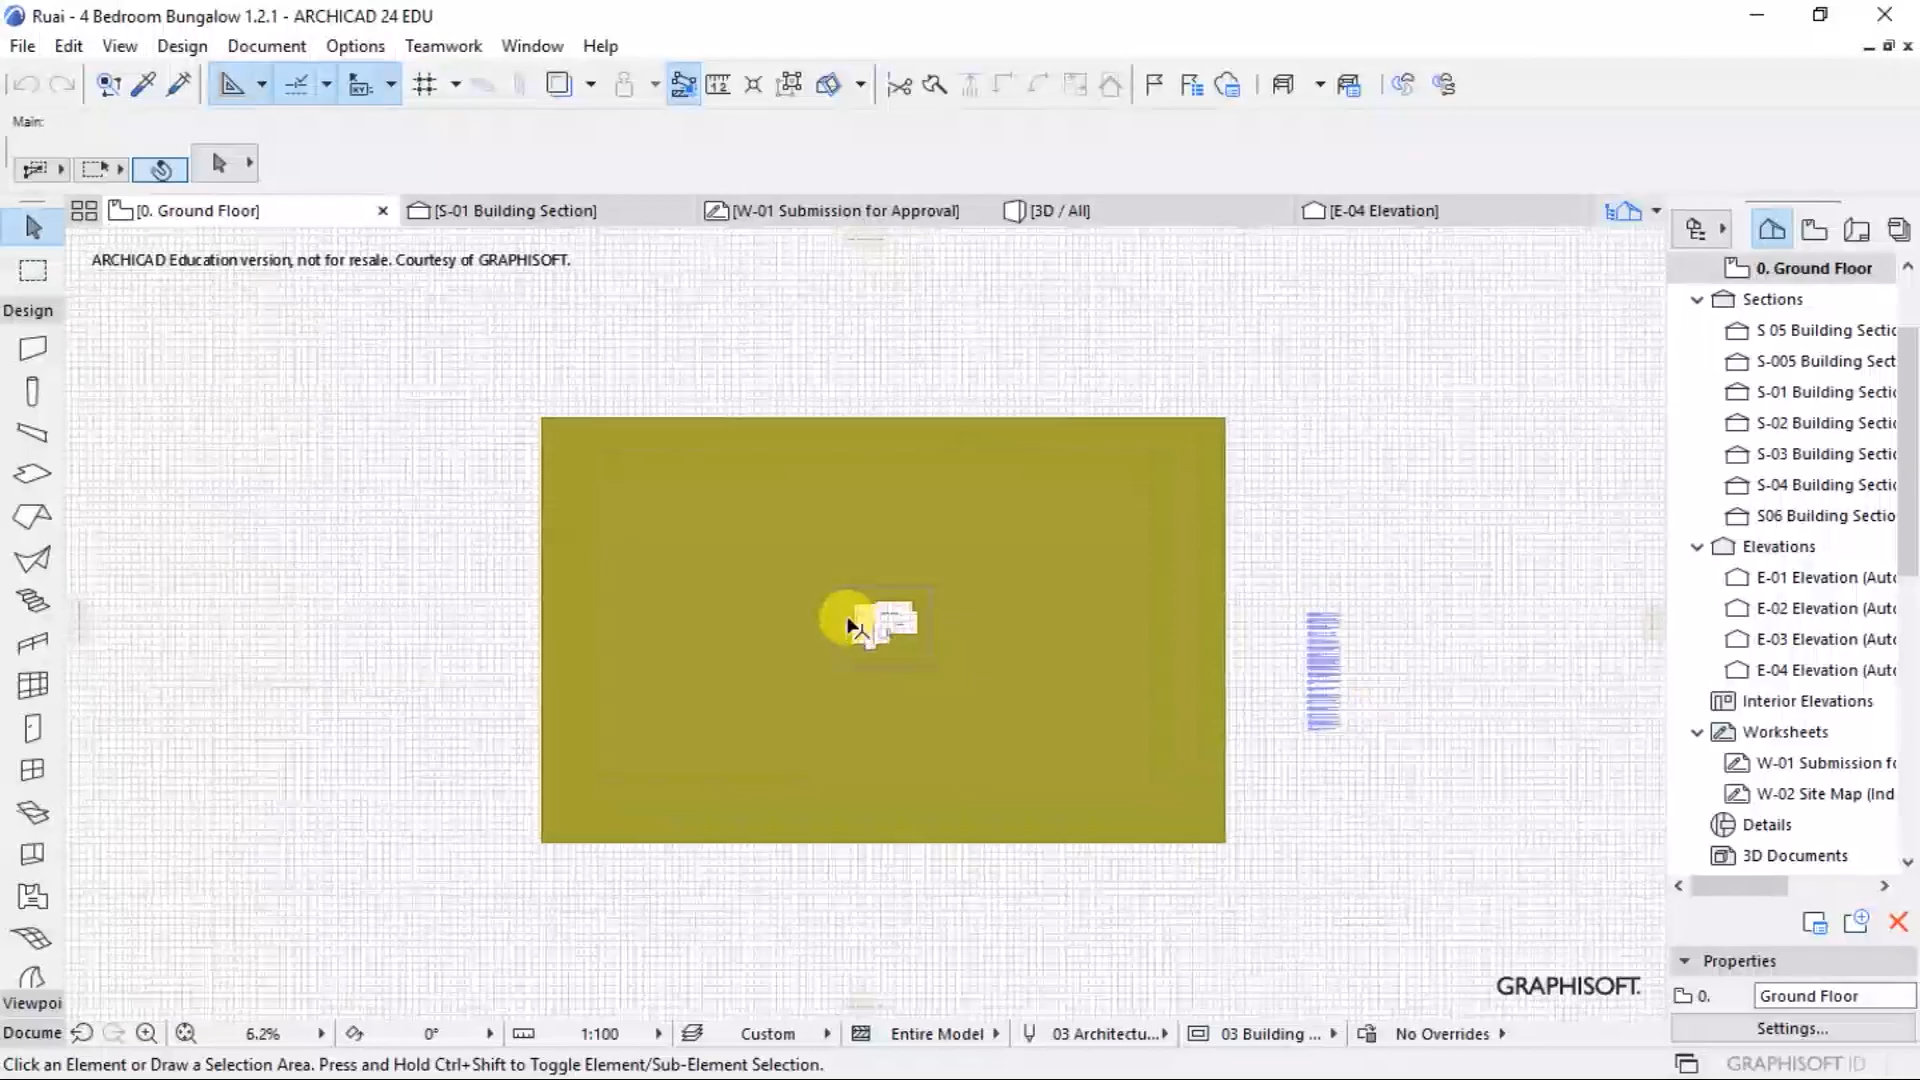 Ruai - 4 Bedroom Bungalow 1.2.1 - ARCHICAD 24 EDU
File Edit View Design Document Options Teamwork Window Help
Main:
[0. Ground Floor] [S-01 Building Section] [W-01 Submission for Approval] [3D / All] [E-04 Elevation]
ARCHICAD Education version, not for resale. Courtesy of GRAPHISOFT.
Design
0. Ground Floor
Sections
S 05 Building Sectic
S-005 Building Sect
S-01 Building Sectic
S-02 Building Sectic
S-03 Building Sectic
S-04 Building Sectic
S06 Building Sectio
Elevations
E-01 Elevation (Autc
E-02 Elevation (Autc
E-03 Elevation (Autc
E-04 Elevation (Autc
Interior Elevations
Worksheets
W-01 Submission fc
W-02 Site Map (Ind
Details
3D Documents
Properties
0. Ground Floor
Settings...
GRAPHISOFT.
Viewpoi
Docume 6.2% 0° 1:100 Custom Entire Model 03 Architectu... 03 Building ... No Overrides
Click an Element or Draw a Selection Area. Press and Hold Ctrl+Shift to Toggle Element/Sub-Element Selection.
GRAPHISOFT ID